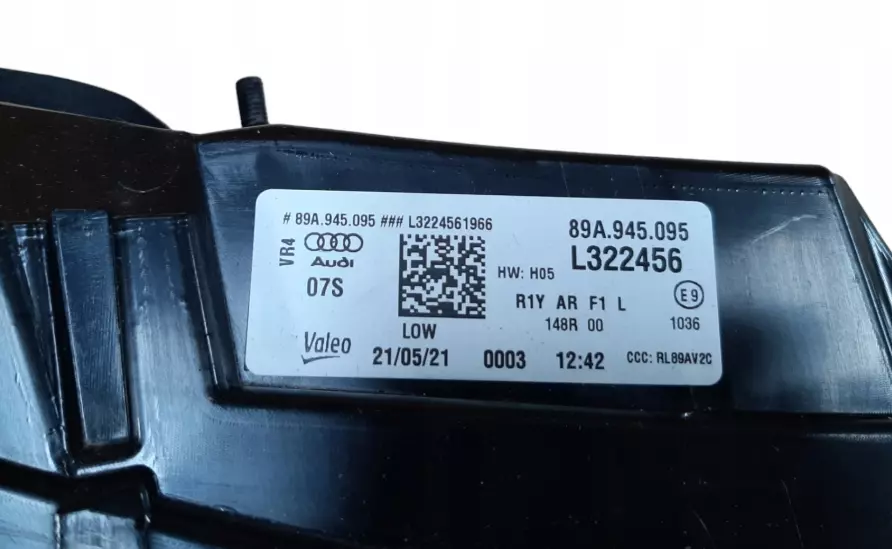 # 89A.945.095 ### L3224561966
89A.945.095
VR4
Audi
HW: H05
L322456
07S
R1Y AR F1 L
E9
LOW
148R 00
1036
Valeo
21/05/21 0003 12:42
CCC: RL89AV2C